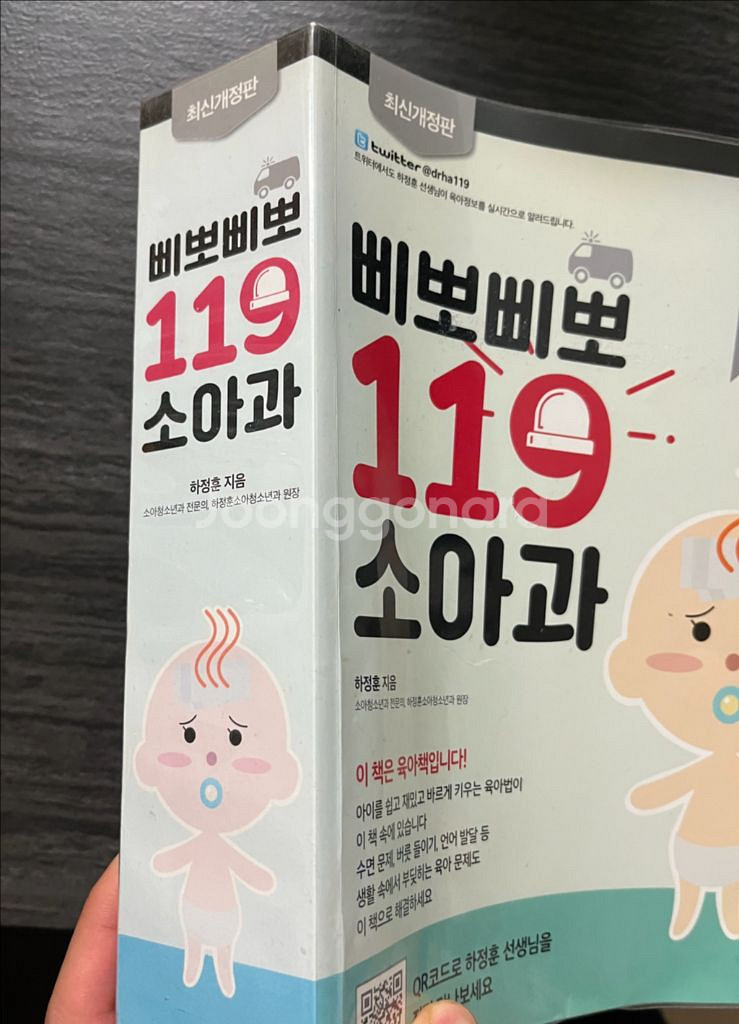 최신개정판
삐뽀삐뽀
119
소아과
하정훈 지음
소아청소년과 전문의, 하정훈소아청소년과 원장
최신개정판
twitter @drha119
트위터에서도 하정훈 선생님이 육아정보를 실시간으로 알려드립니다.
삐뽀삐뽀
119
소아과
하정훈 지음
소아청소년과 전문의, 하정훈소아청소년과 원장
이 책은 육아책입니다!
아이를 쉽고 재밌고 바르게 키우는 육아법이
이 책 속에 있습니다
수면 문제, 버릇 들이기, 언어 발달 등
생활 속에서 부딪히는 육아 문제도
이 책으로 해결하세요
QR코드로 하정훈 선생님을
만나보세요
Joonggonara